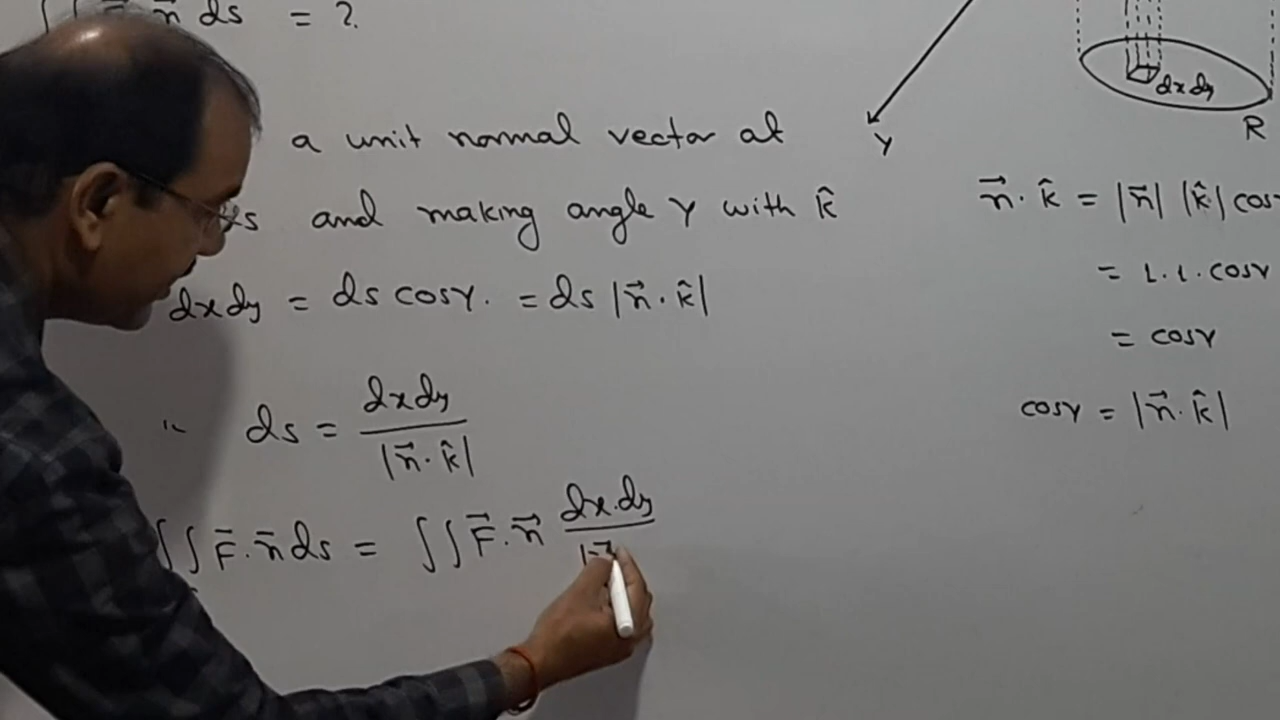 ∫∫ F⃗.n⃗ ds = ?
a unit normal vector at
ds and making angle γ with k̂
dxdy = ds cosγ. = ds |n⃗.k̂|
ds = dxdy / |n⃗.k̂|
∫∫ F̄.n̄ ds = ∫∫ F⃗.n⃗ dx.dy
Y
dxdy
R
n⃗.k̂ = |n⃗| |k̂| cos
= 1.1.cosγ
= cosγ
cosγ = |n⃗.k̂|